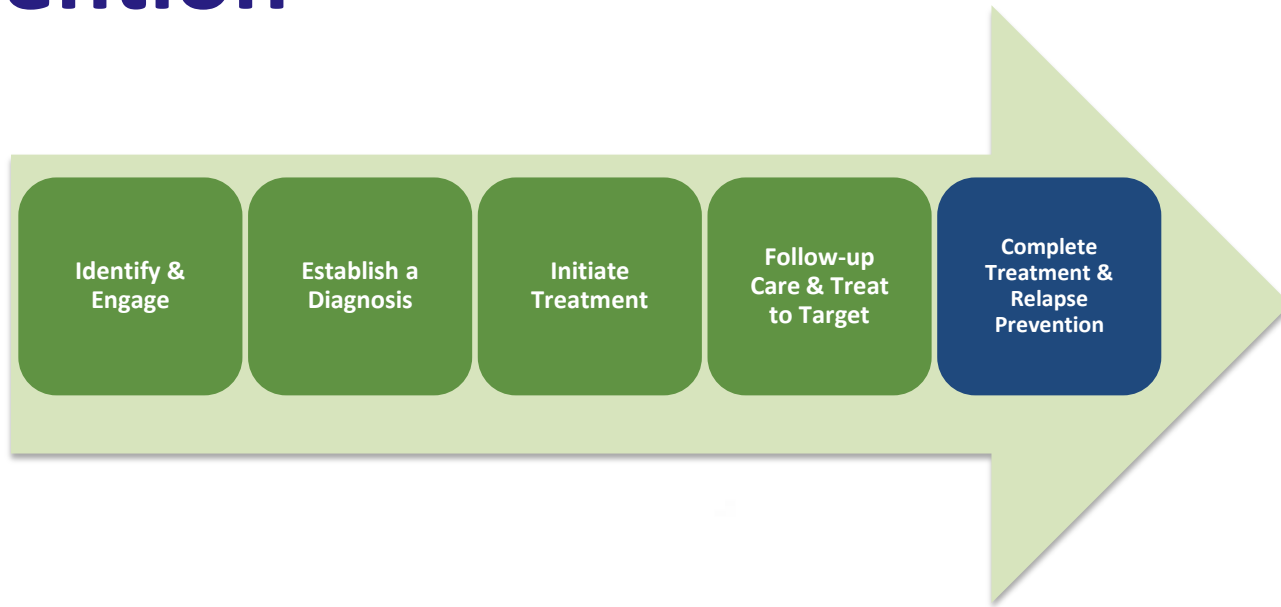 Identify &
Engage
Establish a
Diagnosis
Initiate
Treatment
Follow-up
Care & Treat
to Target
Complete
Treatment &
Relapse
Prevention